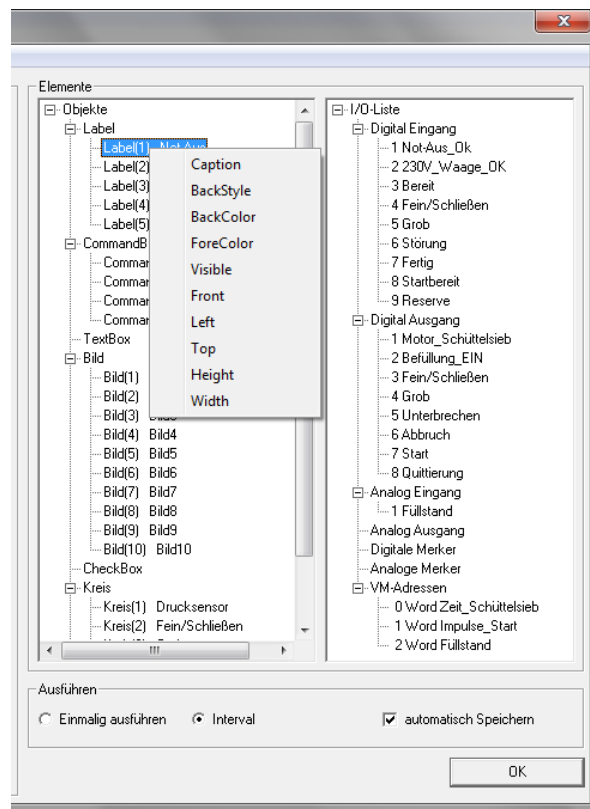 Elemente
Objekte
Label
Label(1) Not-Aus
Label(2)
Label(3)
Label(4)
Label(5)
CommandB
Comman
Comman
Comman
Comman
TextBox
Bild
Bild(1)
Bild(2)
Bild(3)
Bild(4) Bild4
Bild(5) Bild5
Bild(6) Bild6
Bild(7) Bild7
Bild(8) Bild8
Bild(9) Bild9
Bild(10) Bild10
CheckBox
Kreis
Kreis(1) Drucksensor
Kreis(2) Fein/Schließen
Caption
BackStyle
BackColor
ForeColor
Visible
Front
Left
Top
Height
Width
I/O-Liste
Digital Eingang
1 Not-Aus_Ok
2 230V_Waage_OK
3 Bereit
4 Fein/Schließen
5 Grob
6 Störung
7 Fertig
8 Startbereit
9 Reserve
Digital Ausgang
1 Motor_Schüttelsieb
2 Befüllung_EIN
3 Fein/Schließen
4 Grob
5 Unterbrechen
6 Abbruch
7 Start
8 Quittierung
Analog Eingang
1 Füllstand
Analog Ausgang
Digitale Merker
Analoge Merker
VM-Adressen
0 Word Zeit_Schüttelsieb
1 Word Impulse_Start
2 Word Füllstand
Ausführen
Einmalig ausführen
Interval
automatisch Speichern
OK